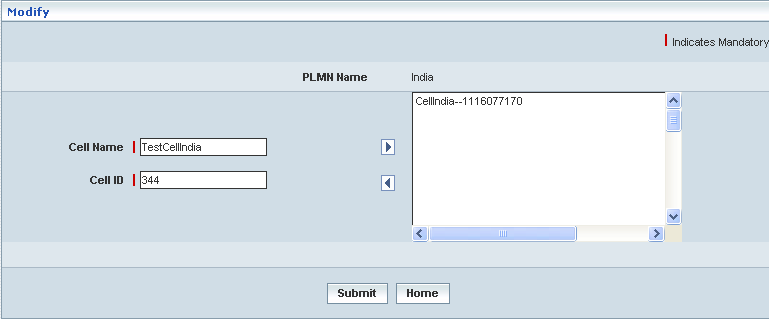 Modify
Indicates Mandatory
PLMN Name India
CellIndia--1116077170
Cell Name TestCellIndia
Cell ID 344
Submit Home